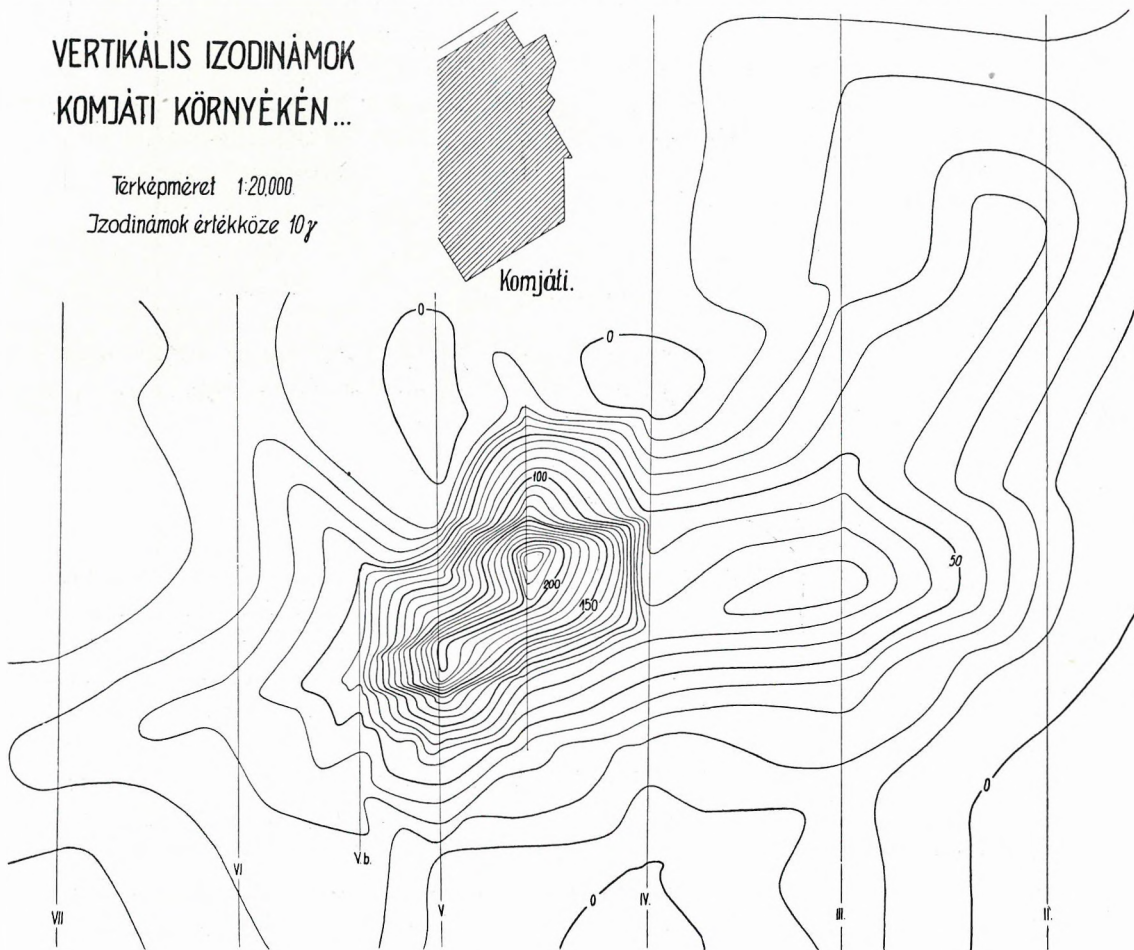 VERTIKÁLIS IZODINÁMOK
KOMJÁTI KÖRNYÉKÉN...
Térképméret 1:20,000.
Izodinámok értékköze 10γ
Komjáti.
0
0
100
200
150
50
0
0
VII
VI
V.b.
V
IV.
III.
II.